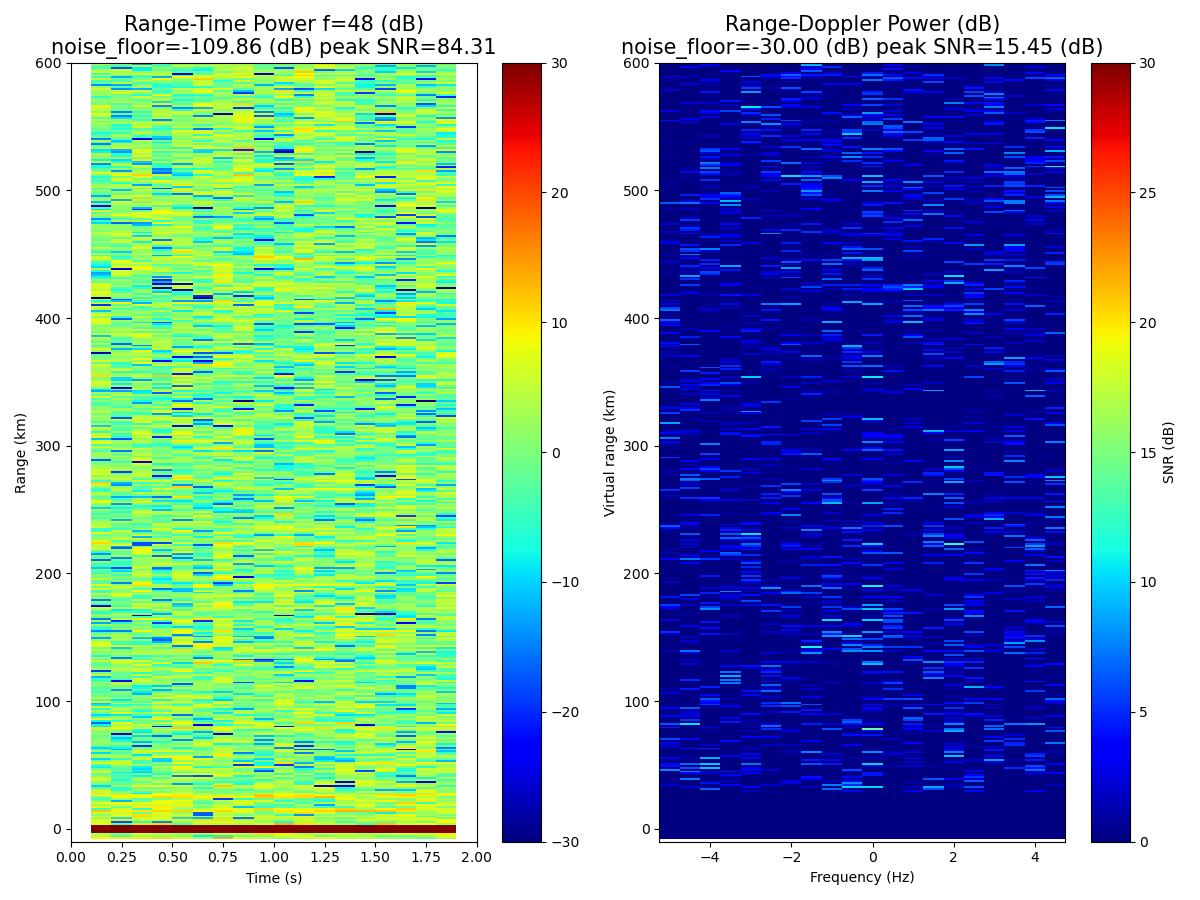 Range-Time Power f=48 (dB)
noise_floor=-109.86 (dB) peak SNR=84.31
600
500
400
300
200
100
0
Range (km)
0.00 0.25 0.50 0.75 1.00 1.25 1.50 1.75 2.00
Time (s)
30
20
10
0
−10
−20
−30
Range-Doppler Power (dB)
noise_floor=-30.00 (dB) peak SNR=15.45 (dB)
600
500
400
300
200
100
0
Virtual range (km)
−4 −2 0 2 4
Frequency (Hz)
30
25
20
15
10
5
0
SNR (dB)